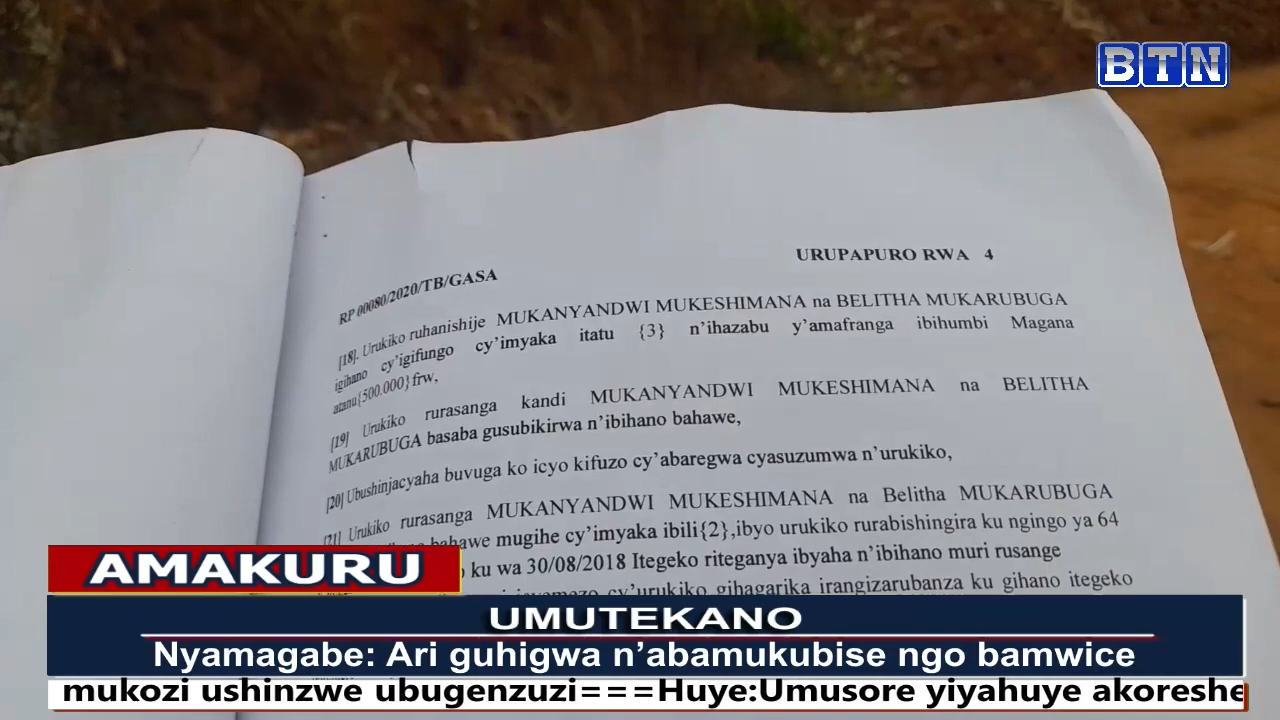 BTN
URUPAPURO RWA 4
RP 00080/2020/TB/GASA
[18]. Urukiko ruhanishije MUKANYANDWI MUKESHIMANA na BELITHA MUKARUBUGA
igihano cy'igifungo cy'imyaka itatu {3} n'ihazabu y'amafranga ibihumbi Magana
atanu{500.000}frw,
[19] Urukiko rurasanga kandi MUKANYANDWI MUKESHIMANA na BELITHA
MUKARUBUGA basaba gusubikirwa n'ibihano bahawe,
[20] Ubushinjacyaha buvuga ko icyo kifuzo cy'abaregwa cyasuzumwa n'urukiko,
[21] Urukiko rurasanga MUKANYANDWI MUKESHIMANA na Belitha MUKARUBUGA
bahawe mugihe cy'imyaka ibili{2},ibyo urukiko rurabishingira ku ngingo ya 64
ku wa 30/08/2018 Itegeko riteganya ibyaha n'ibihano muri rusange
cy'urukiko gihagarika irangizarubanza ku gihano itegeko
AMAKURU
UMUTEKANO
Nyamagabe: Ari guhigwa n'abamukubise ngo bamwice
mukozi ushinzwe ubugenzuzi===Huye:Umusore yiyahuye akoreshe